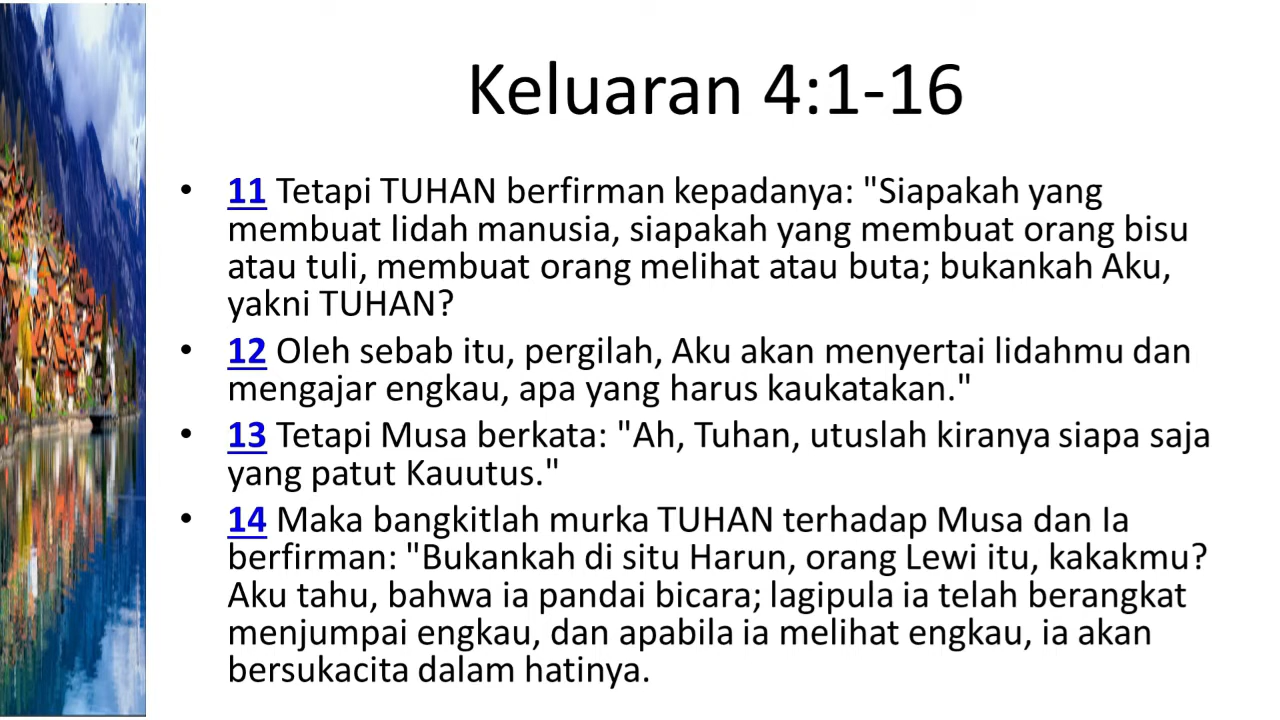 Keluaran 4:1-16
• 11 Tetapi TUHAN berfirman kepadanya: "Siapakah yang
membuat lidah manusia, siapakah yang membuat orang bisu
atau tuli, membuat orang melihat atau buta; bukankah Aku,
yakni TUHAN?
• 12 Oleh sebab itu, pergilah, Aku akan menyertai lidahmu dan
mengajar engkau, apa yang harus kaukatakan."
• 13 Tetapi Musa berkata: "Ah, Tuhan, utuslah kiranya siapa saja
yang patut Kauutus."
• 14 Maka bangkitlah murka TUHAN terhadap Musa dan Ia
berfirman: "Bukankah di situ Harun, orang Lewi itu, kakakmu?
Aku tahu, bahwa ia pandai bicara; lagipula ia telah berangkat
menjumpai engkau, dan apabila ia melihat engkau, ia akan
bersukacita dalam hatinya.